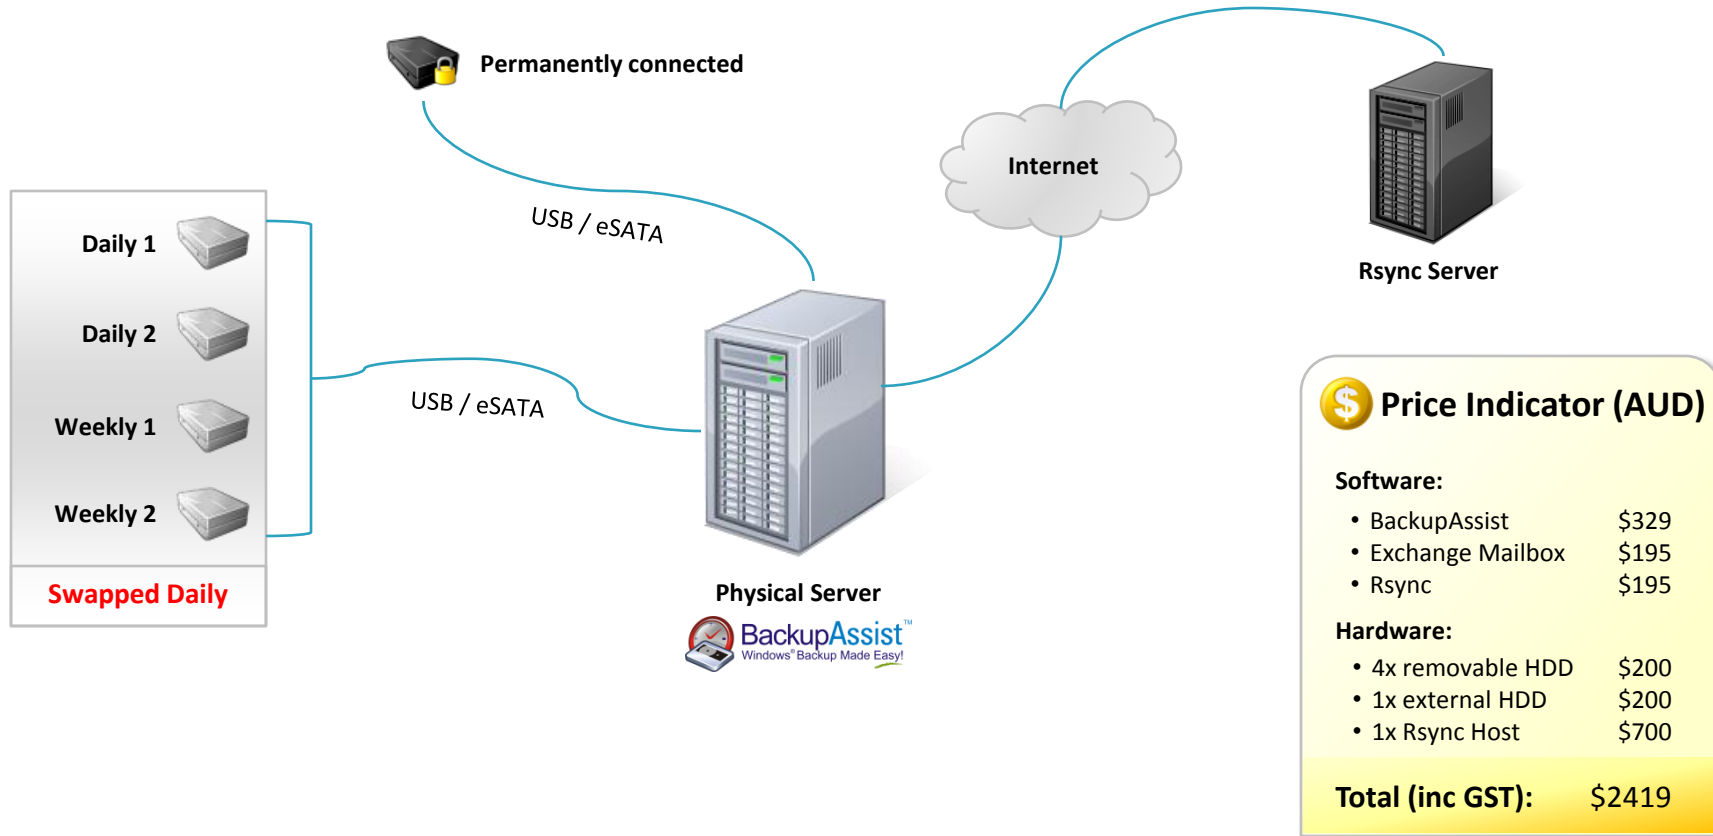 Permanently connected
Internet
Rsync Server
USB / eSATA
Daily 1
Daily 2
Weekly 1
Weekly 2
Swapped Daily
USB / eSATA
Physical Server
BackupAssist™
Windows® Backup Made Easy!
$ Price Indicator (AUD)
Software:
• BackupAssist $329
• Exchange Mailbox $195
• Rsync $195
Hardware:
• 4x removable HDD $200
• 1x external HDD $200
• 1x Rsync Host $700
Total (inc GST): $2419